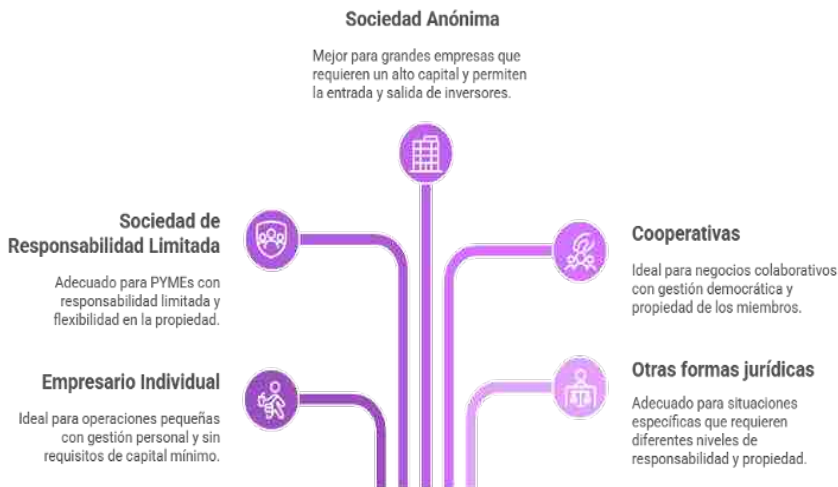 Sociedad Anónima
Mejor para grandes empresas que
requieren un alto capital y permiten
la entrada y salida de inversores.
Sociedad de
Responsabilidad Limitada
Adecuado para PYMEs con
responsabilidad limitada y
flexibilidad en la propiedad.
Cooperativas
Ideal para negocios colaborativos
con gestión democrática y
propiedad de los miembros.
Empresario Individual
Ideal para operaciones pequeñas
con gestión personal y sin
requisitos de capital mínimo.
Otras formas jurídicas
Adecuado para situaciones
específicas que requieren
diferentes niveles de
responsabilidad y propiedad.